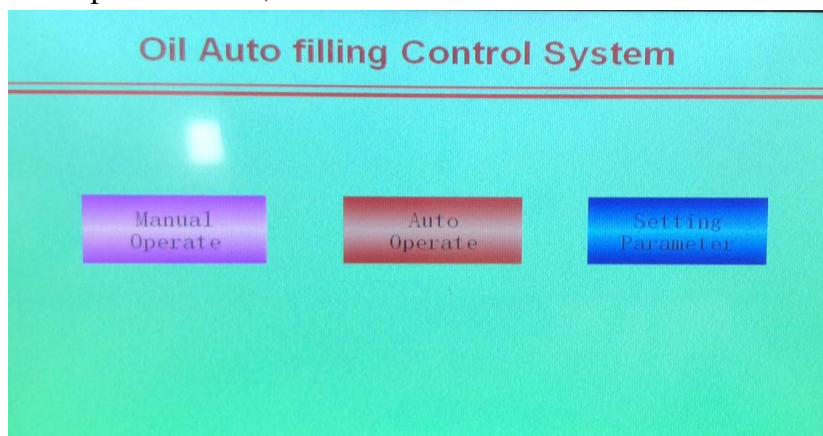 Oil Auto filling Control System
Manual
Operate
Auto
Operate
Setting
Parameter